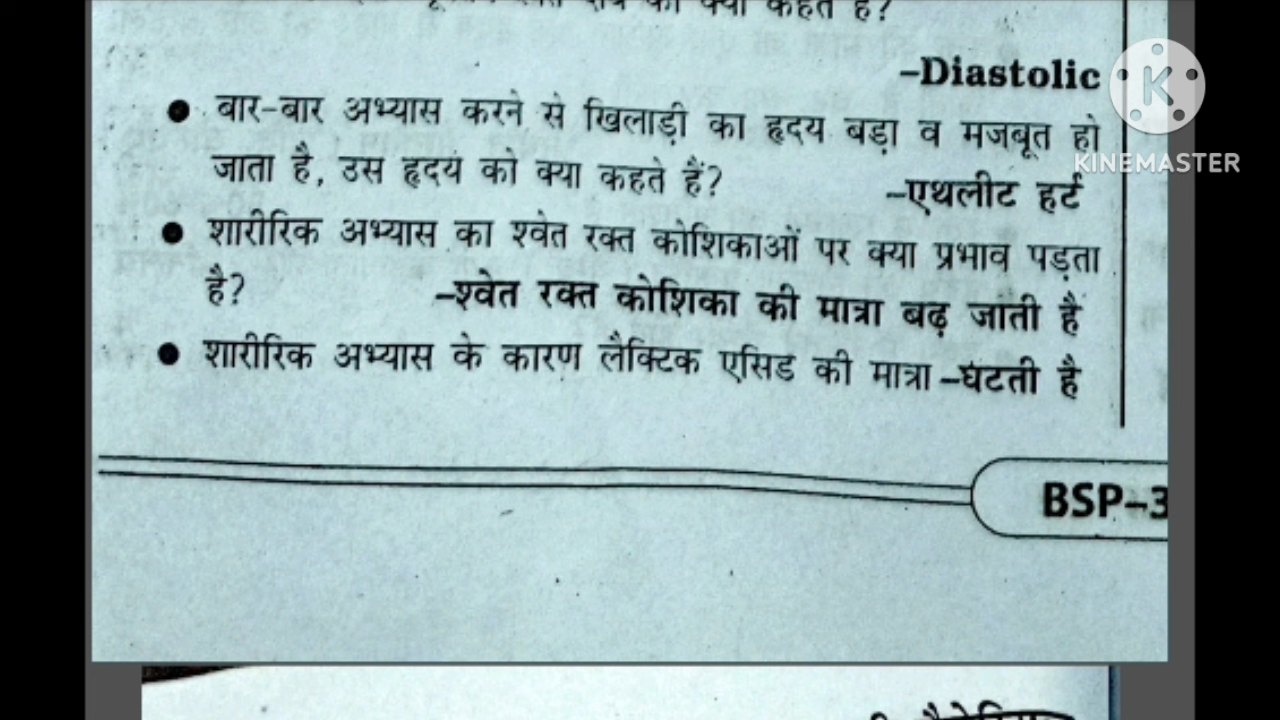 को क्या कहते हैं?
–Diastolic
● बार-बार अभ्यास करने से खिलाड़ी का हृदय बड़ा व मजबूत हो
जाता है, उस हृदय को क्या कहते हैं? –एथलीट हर्ट
● शारीरिक अभ्यास का श्वेत रक्त कोशिकाओं पर क्या प्रभाव पड़ता
है? –श्वेत रक्त कोशिका की मात्रा बढ़ जाती है
● शारीरिक अभ्यास के कारण लैक्टिक एसिड की मात्रा –घटती है
BSP–3
K
KINEMASTER